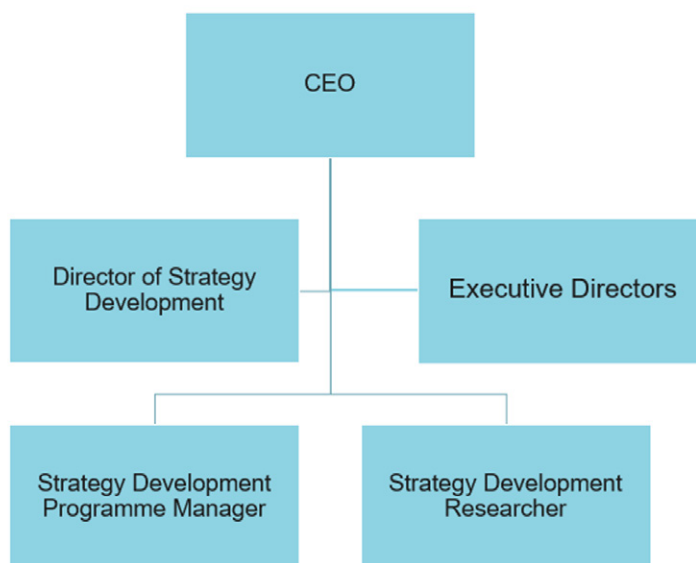 CEO
Director of Strategy
Development
Executive Directors
Strategy Development
Programme Manager
Strategy Development
Researcher